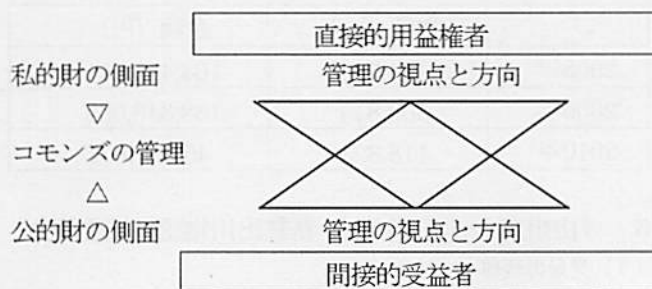 直接的用益権者
私的財の側面 管理の視点と方向
▽
コモンズの管理
△
公的財の側面 管理の視点と方向
間接的受益者